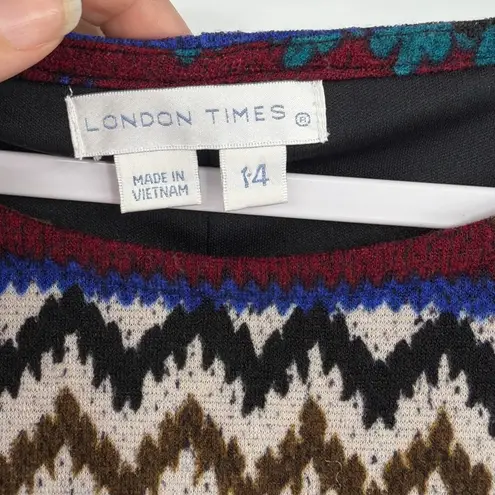 LONDON TIMES ®
MADE IN
VIETNAM
14